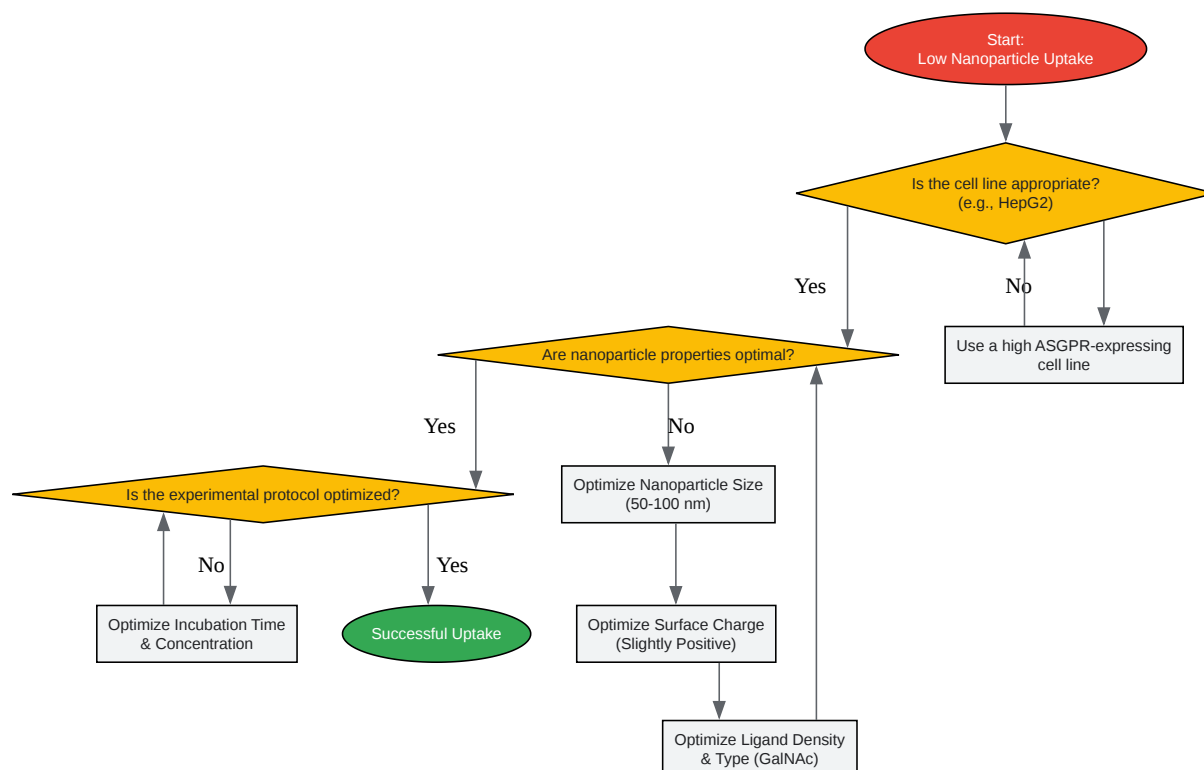 Start:
Low Nanoparticle Uptake
Is the cell line appropriate?
(e.g., HepG2)
Yes
No
Use a high ASGPR-expressing
cell line
Are nanoparticle properties optimal?
Yes
No
Optimize Nanoparticle Size
(50-100 nm)
Is the experimental protocol optimized?
No
Yes
Optimize Incubation Time
& Concentration
Successful Uptake
Optimize Surface Charge
(Slightly Positive)
Optimize Ligand Density
& Type (GalNAc)